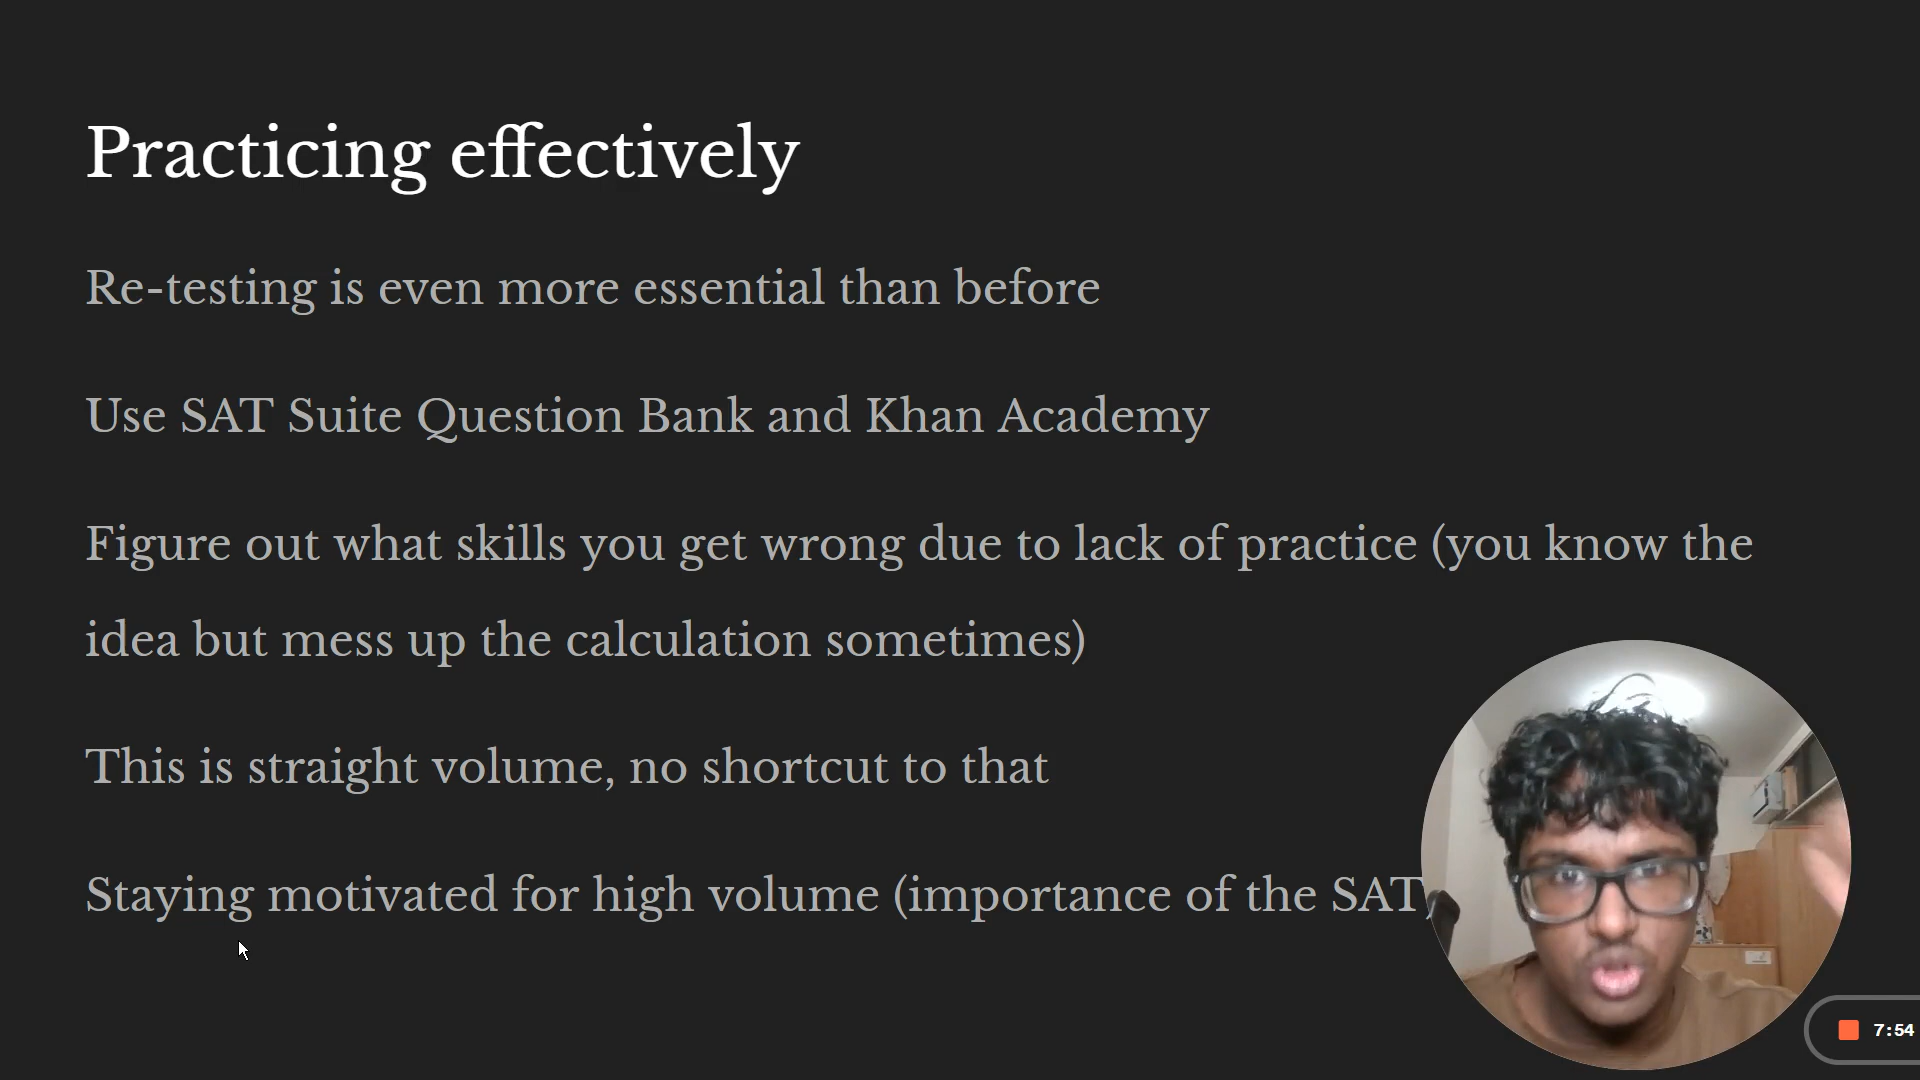 Practicing effectively
Re-testing is even more essential than before
Use SAT Suite Question Bank and Khan Academy
Figure out what skills you get wrong due to lack of practice (you know the
idea but mess up the calculation sometimes)
This is straight volume, no shortcut to that
Staying motivated for high volume (importance of the SAT)
7:54